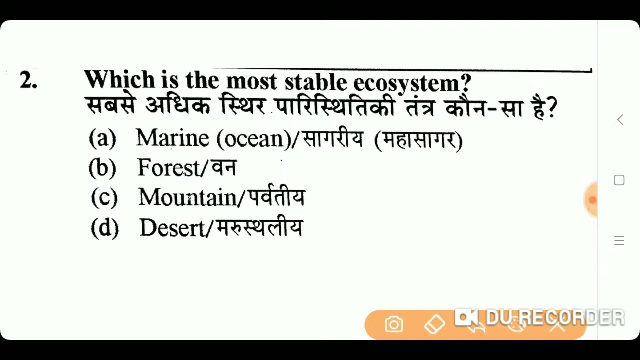 2. Which is the most stable ecosystem?
सबसे अधिक स्थिर पारिस्थितिकी तंत्र कौन-सा है?
(a) Marine (ocean)/सागरीय (महासागर)
(b) Forest/वन
(c) Mountain/पर्वतीय
(d) Desert/मरुस्थलीय
DU RECORDER